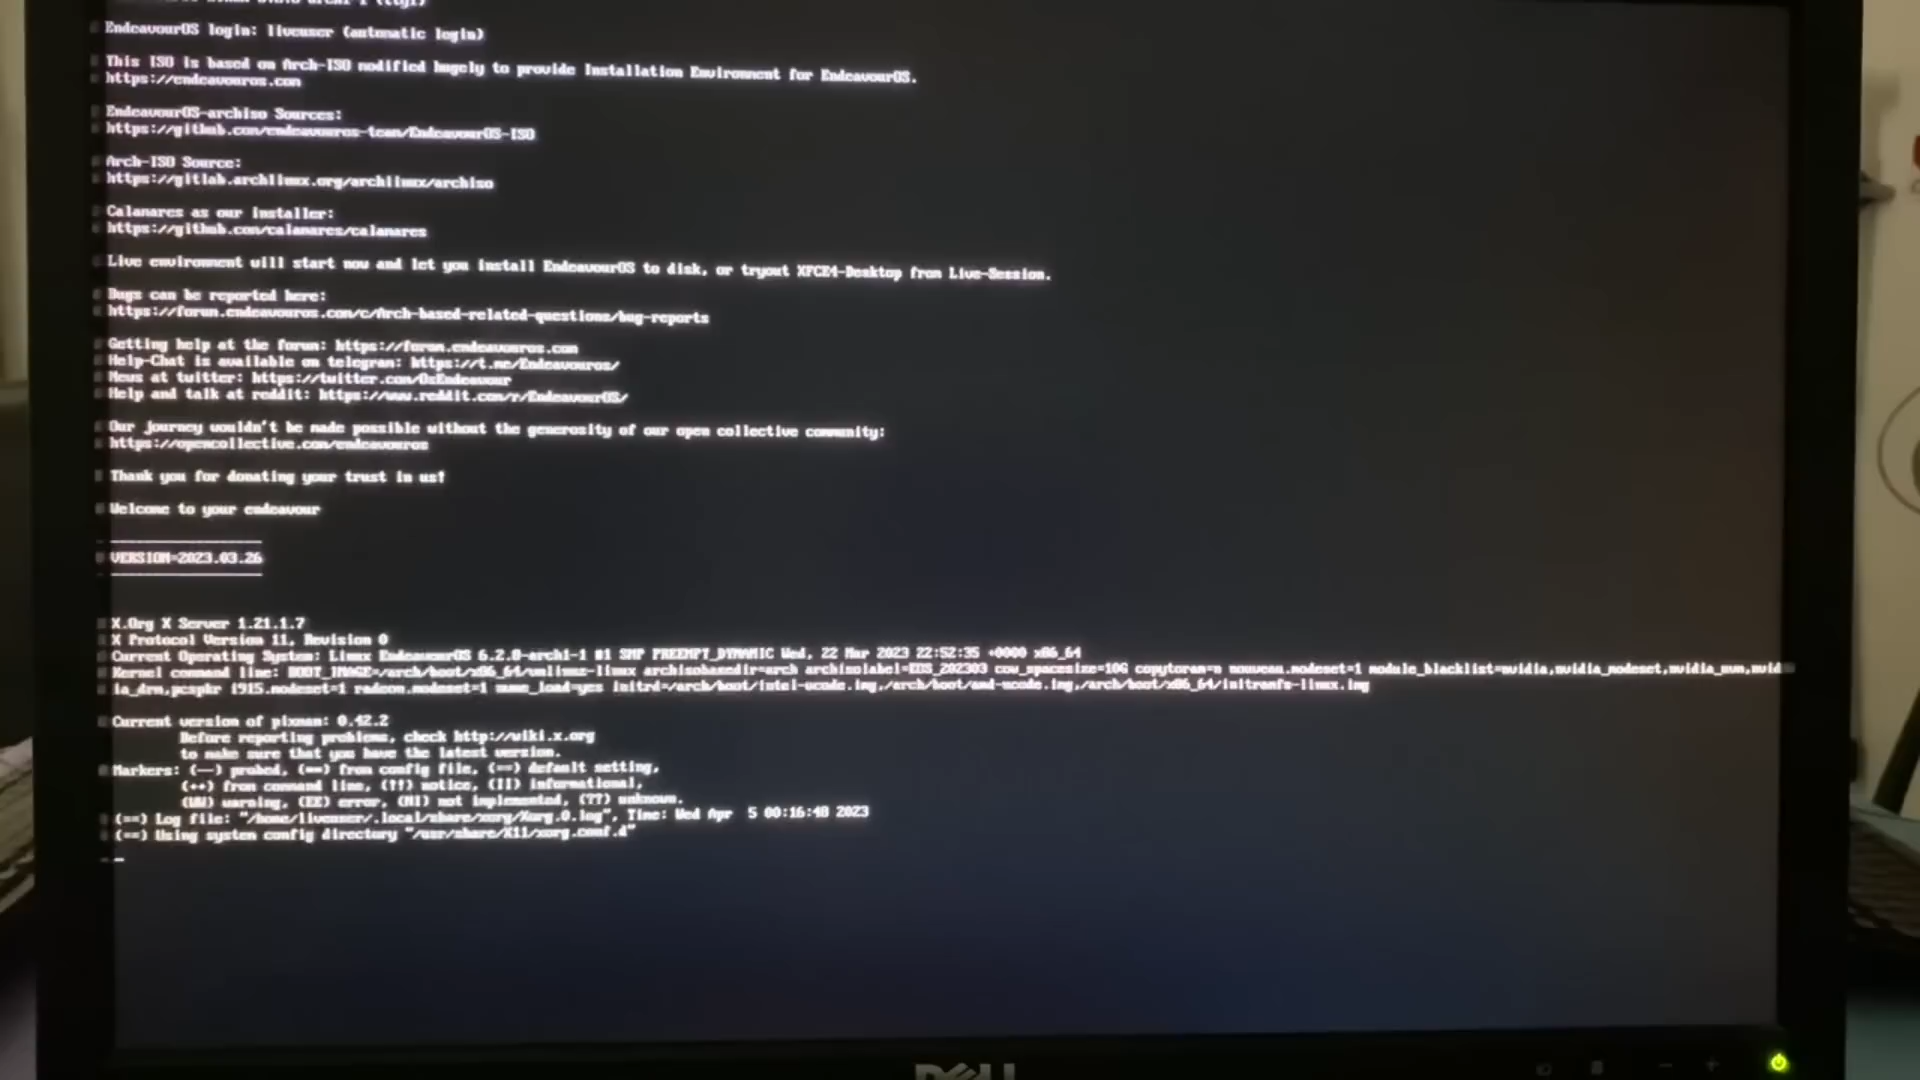 EndeavourOS login: liveuser (automatic login)
This ISO is based on Arch-ISO modified hugely to provide Installation Environment for EndeavourOS.
https://endeavouros.com
EndeavourOS-archiso Sources:
https://github.com/endeavouros-team/EndeavourOS-ISO
Arch-ISO Source:
https://gitlab.archlinux.org/archlinux/archiso
Calamares as our installer:
https://github.com/calamares/calamares
Live environment will start now and let you install EndeavourOS to disk, or tryout XFCE4-Desktop from Live-Session.
Bugs can be reported here:
https://forum.endeavouros.com/c/Arch-based-related-questions/bug-reports
Getting help at the forum: https://forum.endeavouros.com
Help-Chat is available on telegram: https://t.me/Endeavouros/
News at twitter: https://twitter.com/OsEndeavour
Help and talk at reddit: https://www.reddit.com/r/EndeavourOS/
Our journey wouldn't be made possible without the generosity of our open collective community:
https://opencollective.com/endeavouros
Thank you for donating your trust in us!
Welcome to your endeavour
VERSION=2023.03.26
X.Org X Server 1.21.1.7
X Protocol Version 11, Revision 0
Current Operating System: Linux EndeavourOS 6.2.8-arch1-1 #1 SMP PREEMPT_DYNAMIC Wed, 22 Mar 2023 22:52:35 +0000 x86_64
Kernel command line: BOOT_IMAGE=/arch/boot/x86_64/vmlinuz-linux archisobasedir=arch archisolabel=EOS_202303 cow_spacesize=10G copytoram=n nouveau.modeset=1 module_blacklist=nvidia,nvidia_modeset,nvidia_uvm,nvid
ia_drm,pcspkr i915.modeset=1 radeon.modeset=1 nvme_load=yes initrd=/arch/boot/intel-ucode.img,/arch/boot/amd-ucode.img,/arch/boot/x86_64/initramfs-linux.img
Current version of pixman: 0.42.2
Before reporting problems, check http://wiki.x.org
to make sure that you have the latest version.
Markers: (--) probed, (**) from config file, (==) default setting,
(++) from command line, (!!) notice, (II) informational,
(WW) warning, (EE) error, (NI) not implemented, (??) unknown.
(==) Log file: "/home/liveuser/.local/share/xorg/Xorg.0.log", Time: Wed Apr  5 00:16:48 2023
(==) Using system config directory "/usr/share/X11/xorg.conf.d"
DELL